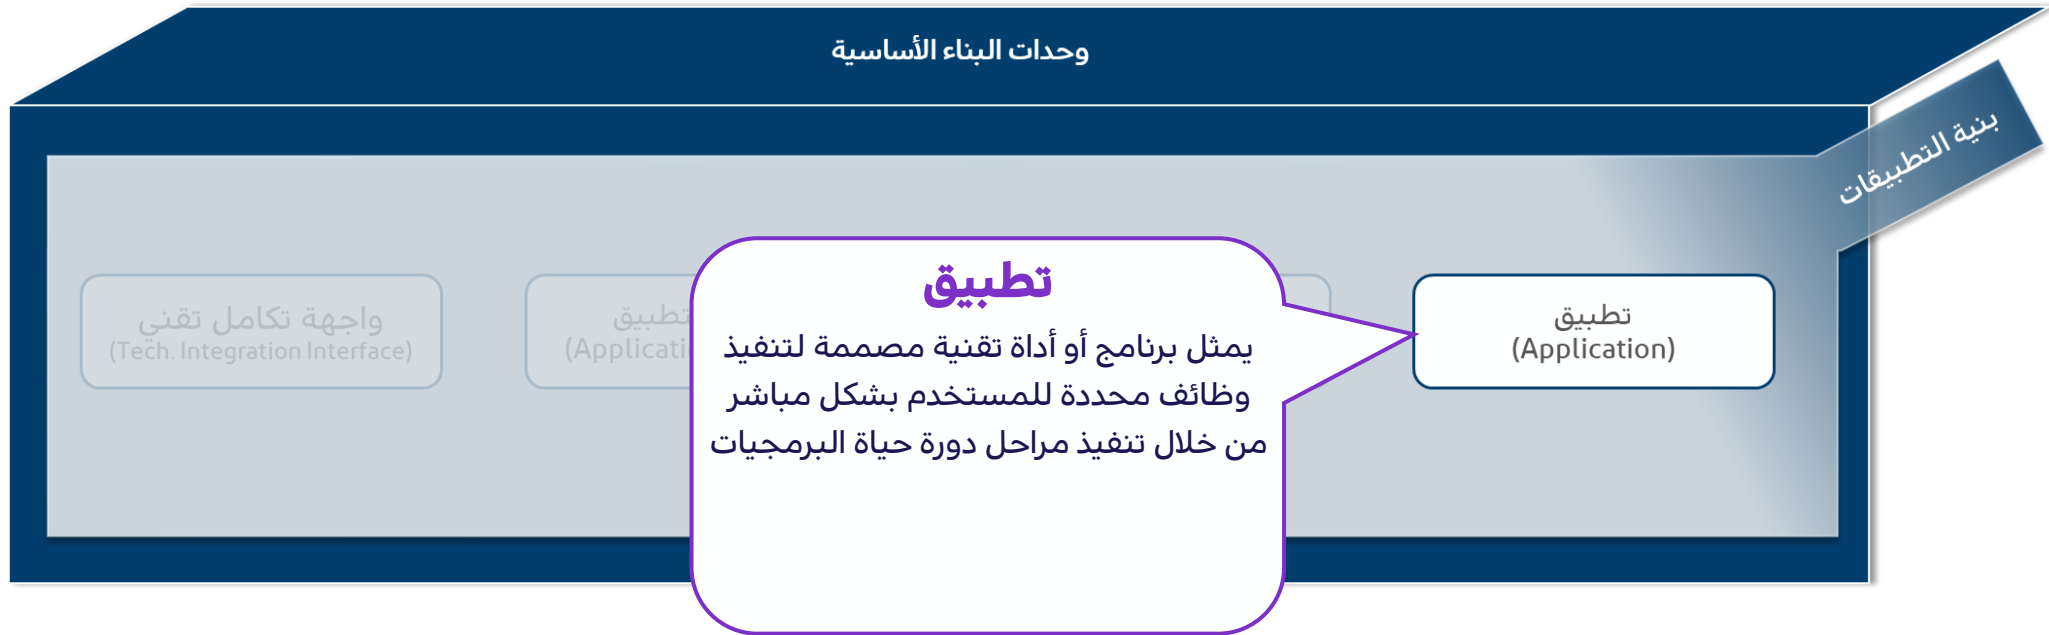 وحدات البناء الأساسية
بنية التطبيقات
تطبيق
(Application)
تطبيق
يمثل برنامج أو أداة تقنية مصممة لتنفيذ
وظائف محددة للمستخدم بشكل مباشر
من خلال تنفيذ مراحل دورة حياة البرمجيات
تطبيق
واجهة تكامل تقني
(Tech. Integration Interface)